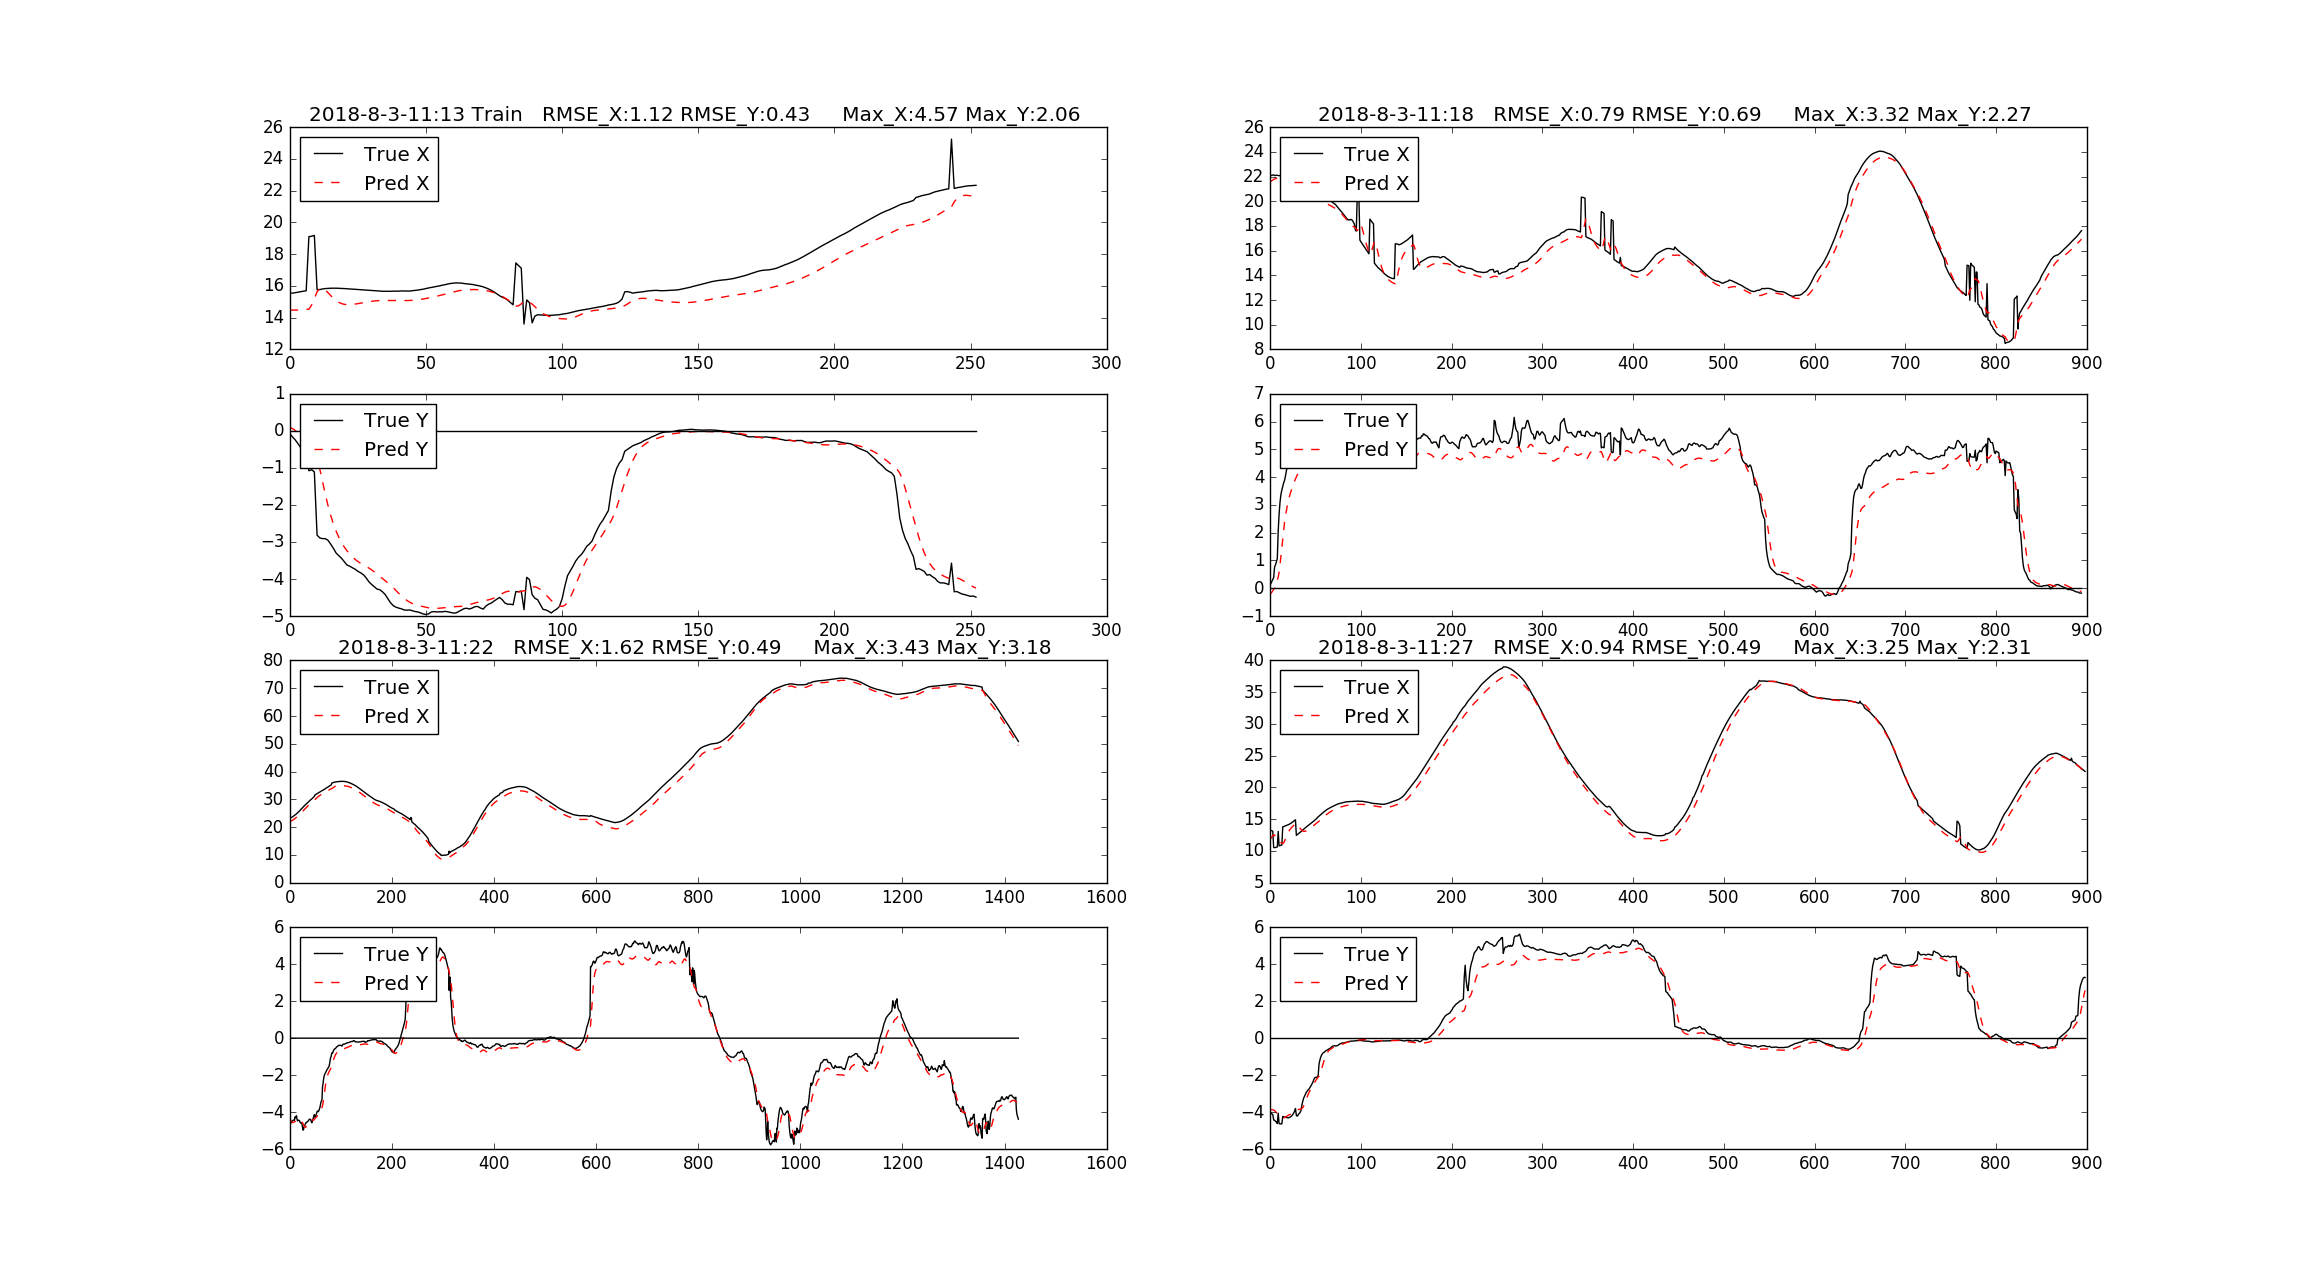 2018-8-3-11:13 Train RMSE_X:1.12 RMSE_Y:0.43 Max_X:4.57 Max_Y:2.06
26
24
22
20
18
16
14
12
True X
Pred X
0 50 100 150 200 250 300
1
0
−1
−2
−3
−4
−5
True Y
Pred Y
0 50 100 150 200 250 300
2018-8-3-11:18 RMSE_X:0.79 RMSE_Y:0.69 Max_X:3.32 Max_Y:2.27
26
24
22
20
18
16
14
12
10
8
True X
Pred X
0 100 200 300 400 500 600 700 800 900
7
6
5
4
3
2
1
0
−1
True Y
Pred Y
0 100 200 300 400 500 600 700 800 900
2018-8-3-11:22 RMSE_X:1.62 RMSE_Y:0.49 Max_X:3.43 Max_Y:3.18
80
70
60
50
40
30
20
10
0
True X
Pred X
0 200 400 600 800 1000 1200 1400 1600
6
4
2
0
−2
−4
−6
True Y
Pred Y
0 200 400 600 800 1000 1200 1400 1600
2018-8-3-11:27 RMSE_X:0.94 RMSE_Y:0.49 Max_X:3.25 Max_Y:2.31
40
35
30
25
20
15
10
5
True X
Pred X
0 100 200 300 400 500 600 700 800 900
6
4
2
0
−2
−4
−6
True Y
Pred Y
0 100 200 300 400 500 600 700 800 900